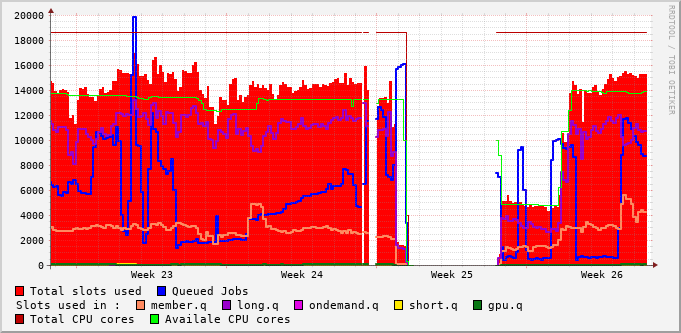 20000
18000
16000
14000
12000
10000
8000
6000
4000
2000
0
Week 23 Week 24 Week 25 Week 26
Total slots used Queued Jobs
Slots used in : member.q long.q ondemand.q short.q gpu.q
Total CPU cores Availale CPU cores
RRDTOOL / TOBI OETIKER